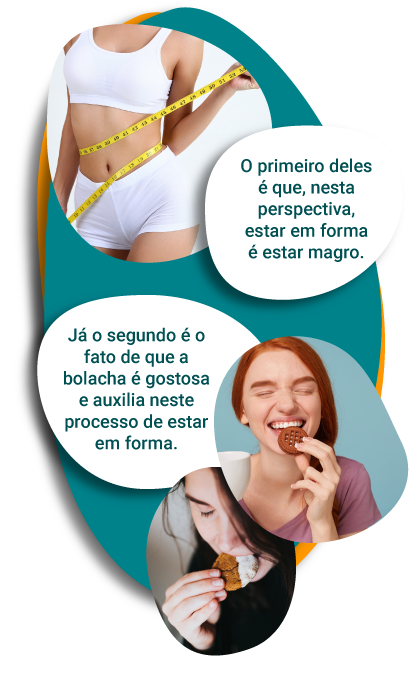 O primeiro deles
é que, nesta
perspectiva,
estar em forma
é estar magro.
Já o segundo é o
fato de que a
bolacha é gostosa
e auxilia neste
processo de estar
em forma.